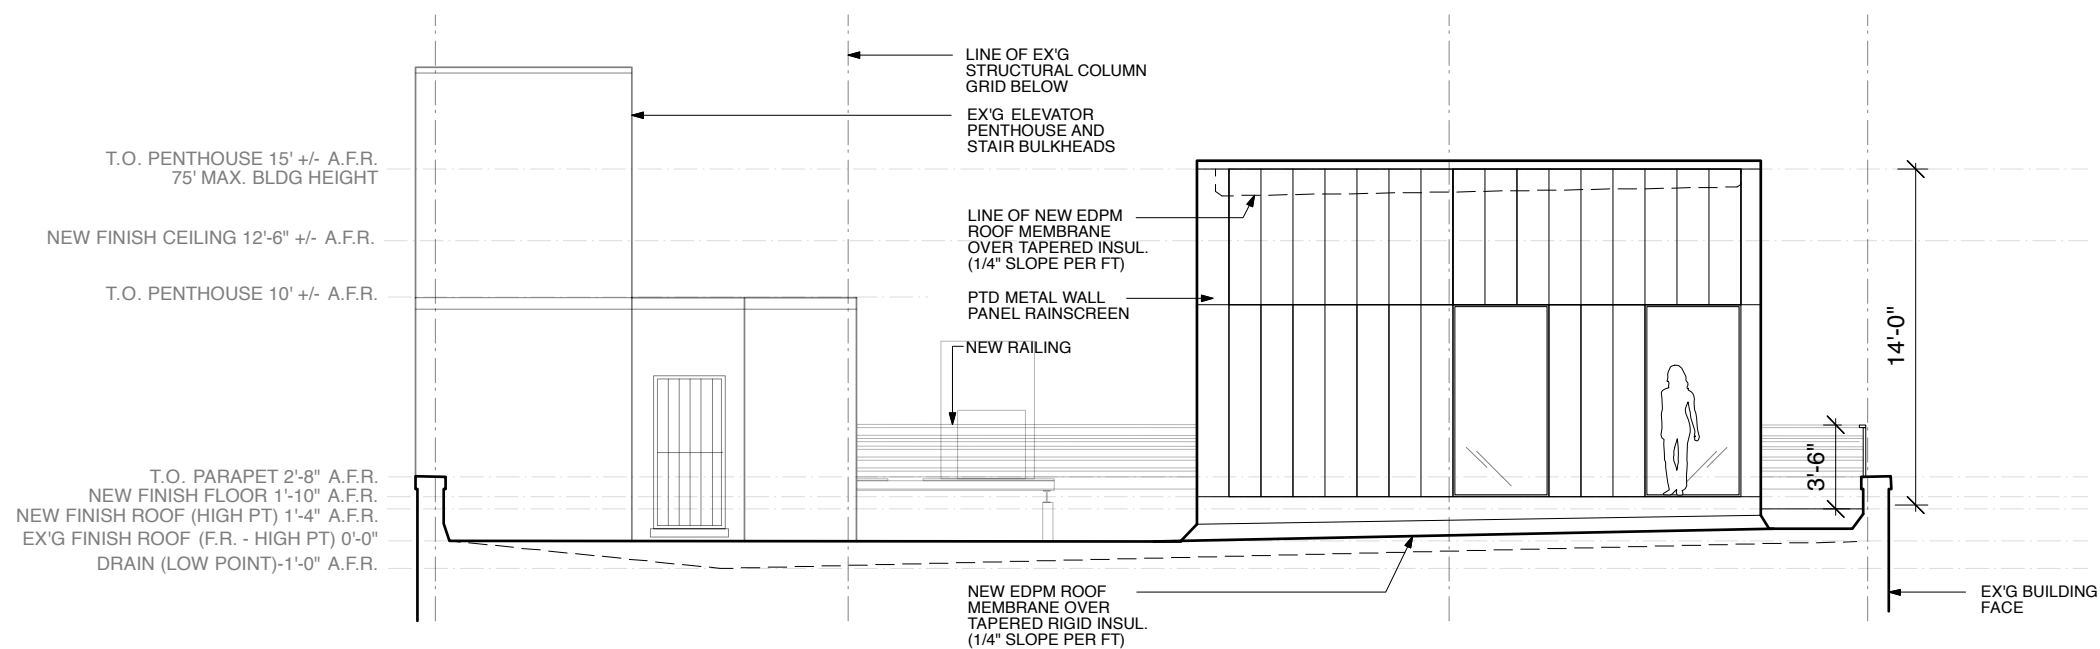 LINE OF EX'G
STRUCTURAL COLUMN
GRID BELOW
EX'G ELEVATOR
PENTHOUSE AND
STAIR BULKHEADS
T.O. PENTHOUSE 15' +/- A.F.R.
75' MAX. BLDG HEIGHT
NEW FINISH CEILING 12'-6" +/- A.F.R.
T.O. PENTHOUSE 10' +/- A.F.R.
LINE OF NEW EDPM
ROOF MEMBRANE
OVER TAPERED INSUL.
(1/4" SLOPE PER FT)
PTD METAL WALL
PANEL RAINSCREEN
NEW RAILING
14'-0"
3'-6"
T.O. PARAPET 2'-8" A.F.R.
NEW FINISH FLOOR 1'-10" A.F.R.
NEW FINISH ROOF (HIGH PT) 1'-4" A.F.R.
EX'G FINISH ROOF (F.R. - HIGH PT) 0'-0"
DRAIN (LOW POINT)-1'-0" A.F.R.
NEW EDPM ROOF
MEMBRANE OVER
TAPERED RIGID INSUL.
(1/4" SLOPE PER FT)
EX'G BUILDING
FACE